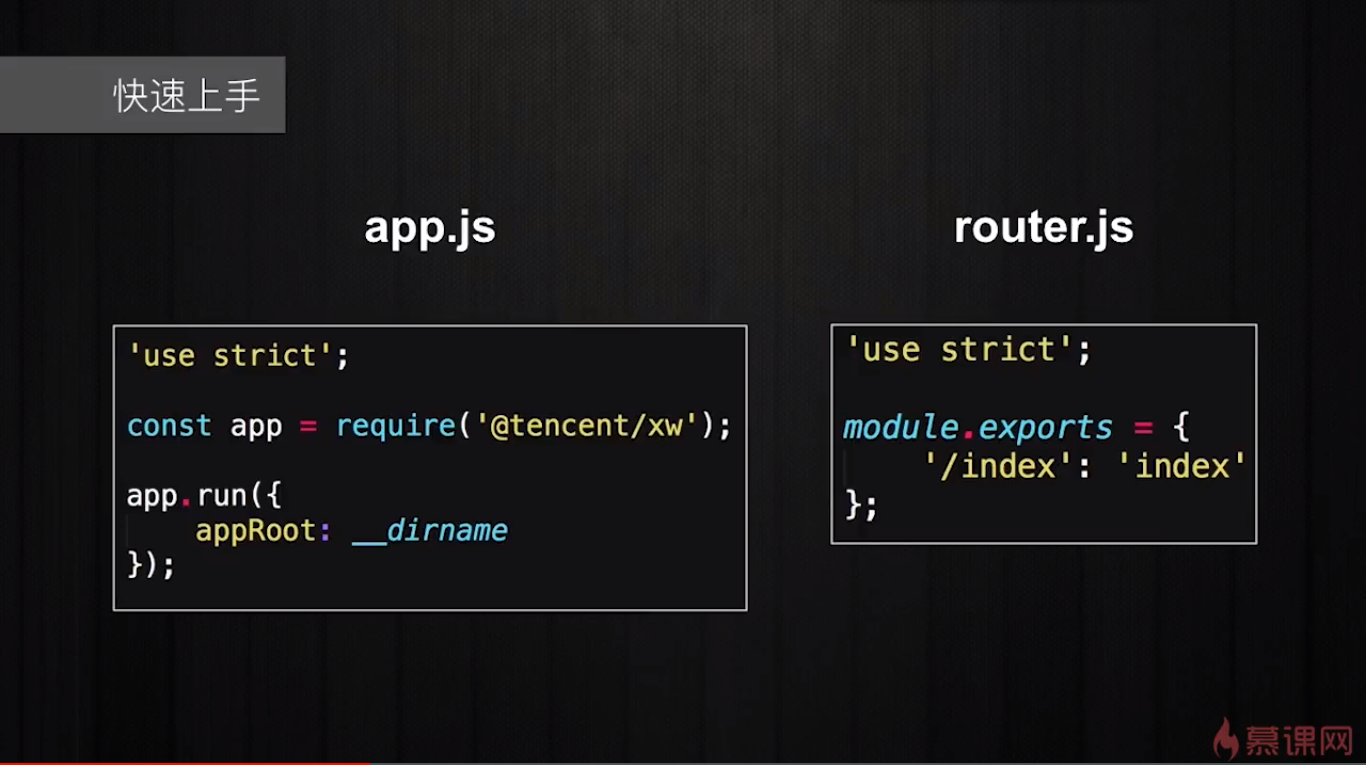 快速上手
app.js
'use strict';
const app = require('@tencent/xw');
app.run({
    appRoot: __dirname
});
router.js
'use strict';
module.exports = {
    '/index': 'index'
};
慕课网